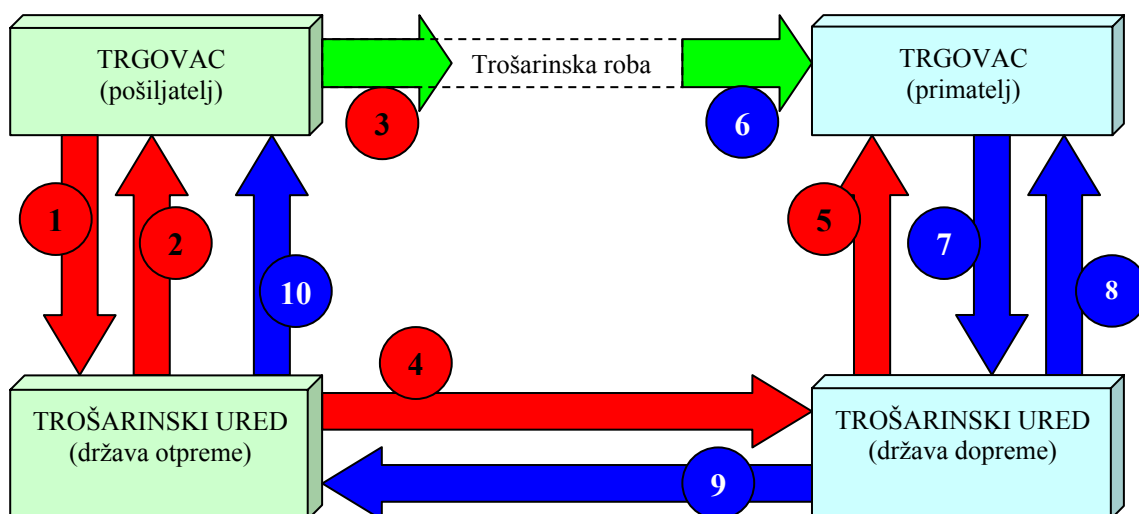 TRGOVAC
(pošiljatelj)
Trošarinska roba
TRGOVAC
(primatelj)
3
6
1
2
10
5
7
8
4
TROŠARINSKI URED
(država otpreme)
TROŠARINSKI URED
(država dopreme)
9